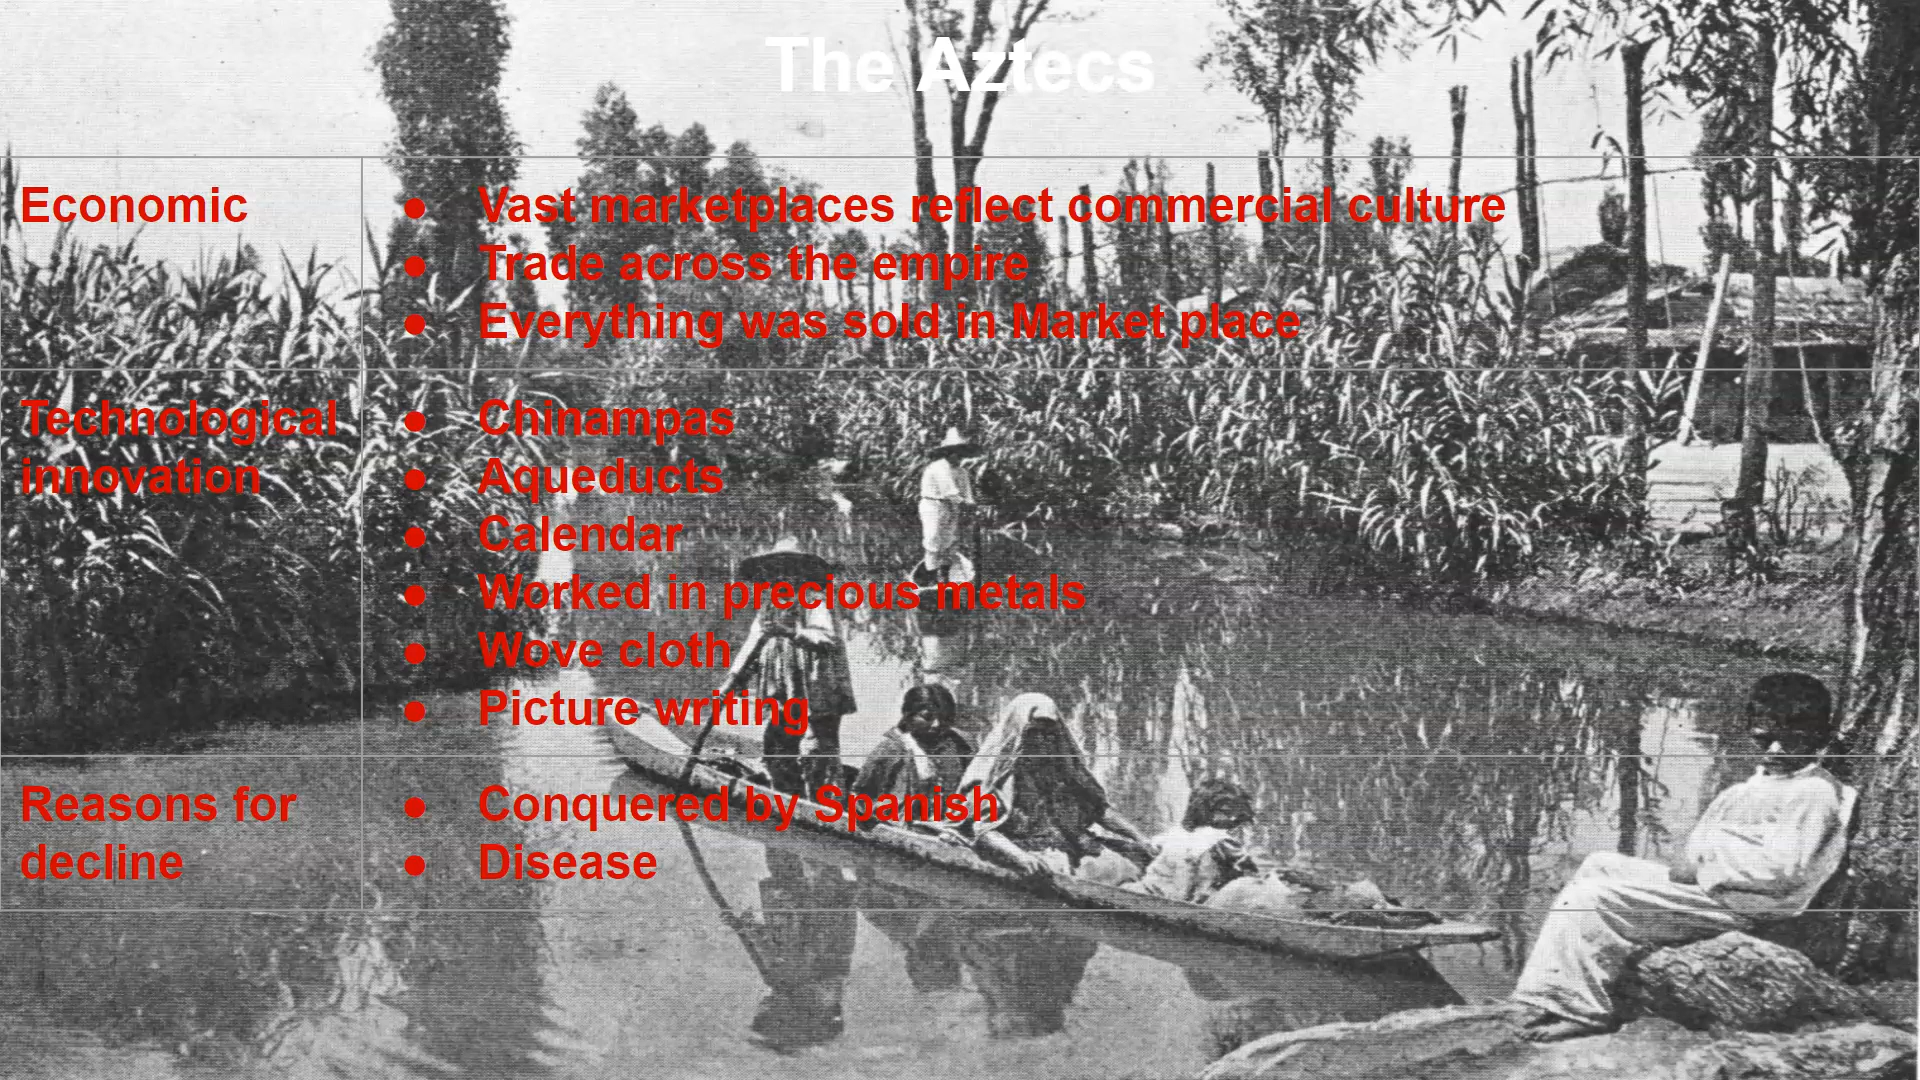 The Aztecs
Economic
● Vast marketplaces reflect commercial culture
● Trade across the empire
● Everything was sold in Market place
Technological
innovation
● Chinampas
● Aqueducts
● Calendar
● Worked in precious metals
● Wove cloth
● Picture writing
Reasons for
decline
● Conquered by Spanish
● Disease